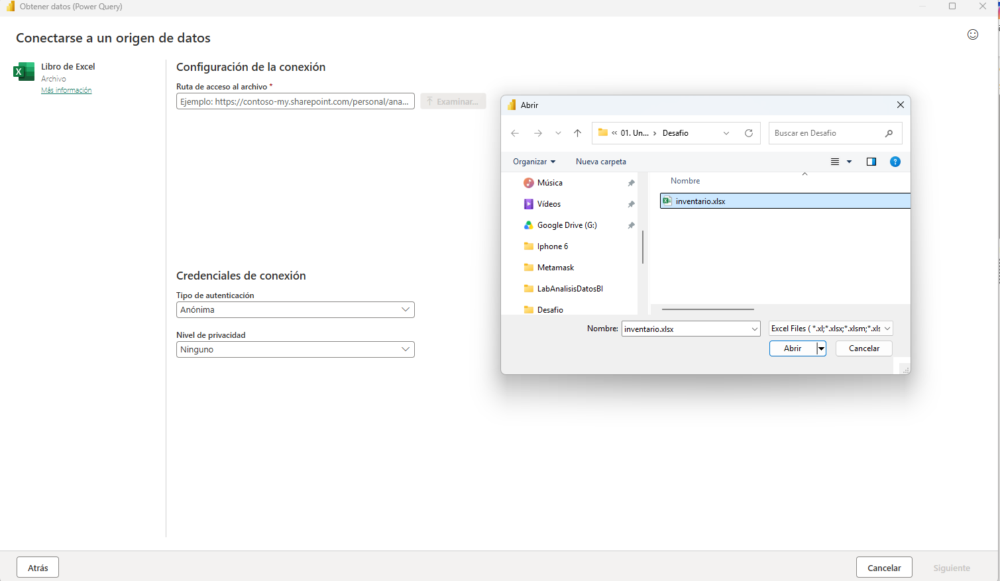 Obtener datos (Power Query)
Conectarse a un origen de datos
Libro de Excel
Archivo
Más información
Configuración de la conexión
Ruta de acceso al archivo *
Ejemplo: https://contoso-my.sharepoint.com/personal/ana...
Examinar...
Credenciales de conexión
Tipo de autenticación
Anónima
Nivel de privacidad
Ninguno
Abrir
« 01. Un... › Desafio
Buscar en Desafio
Organizar
Nueva carpeta
?
Música
Vídeos
Google Drive (G:)
Iphone 6
Metamask
LabAnalisisDatosBI
Desafio
Nombre
inventario.xlsx
Nombre:
inventario.xlsx
Excel Files ( *.xl;*.xlsx;*.xlsm;*.xls
Abrir
Cancelar
Atrás
Cancelar
Siguiente